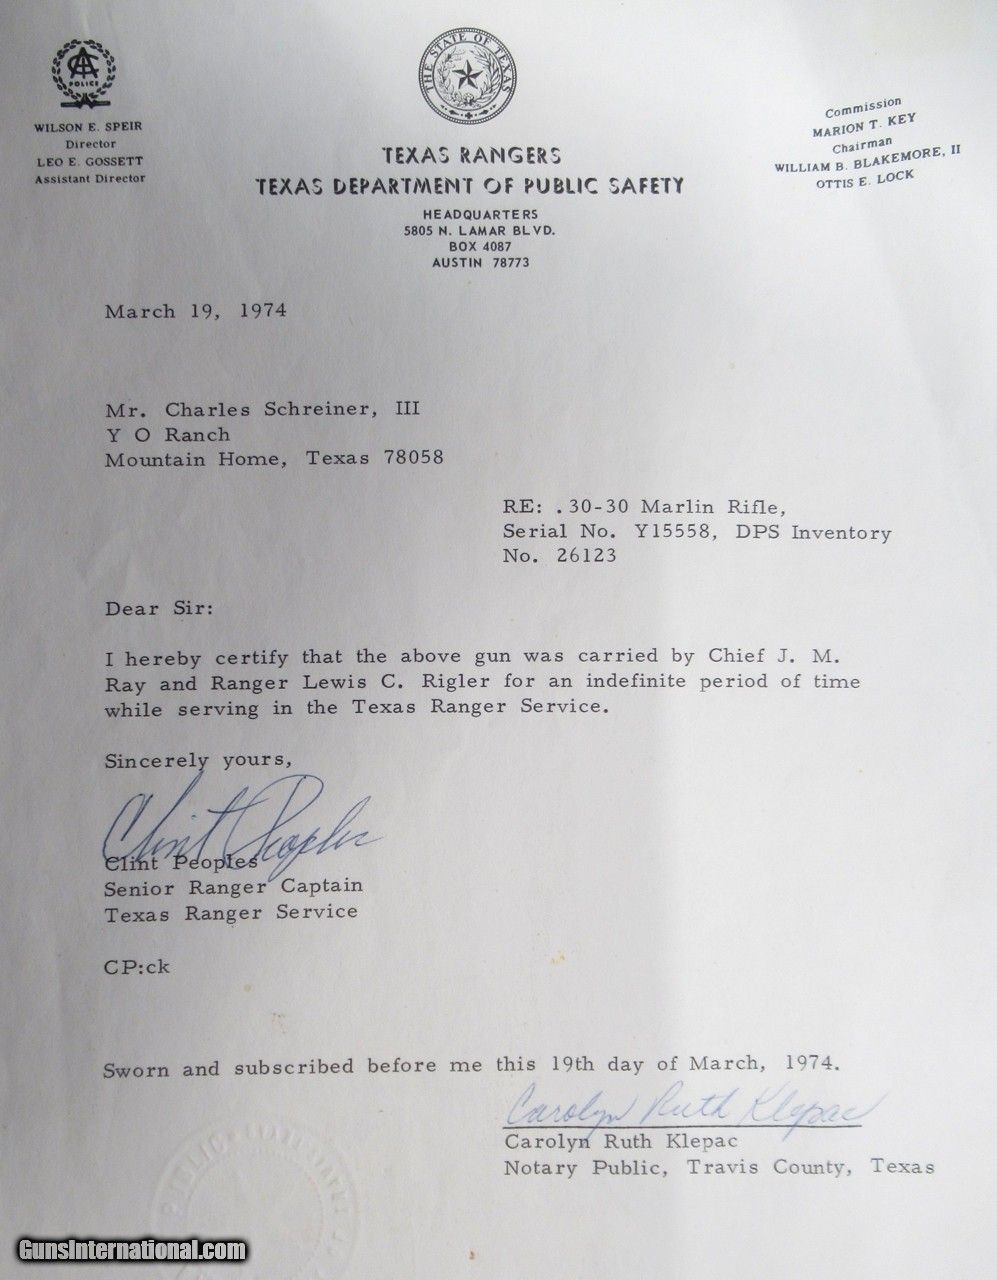 POLICE
WILSON E. SPEIR
Director
LEO E. GOSSETT
Assistant Director
THE STATE OF TEXAS
TEXAS RANGERS
TEXAS DEPARTMENT OF PUBLIC SAFETY
HEADQUARTERS
5805 N. LAMAR BLVD.
BOX 4087
AUSTIN 78773
Commission
MARION T. KEY
Chairman
WILLIAM B. BLAKEMORE, II
OTTIS E. LOCK
March 19, 1974
Mr. Charles Schreiner, III
Y O Ranch
Mountain Home, Texas 78058
RE: .30-30 Marlin Rifle,
Serial No. Y15558, DPS Inventory
No. 26123
Dear Sir:
I hereby certify that the above gun was carried by Chief J. M.
Ray and Ranger Lewis C. Rigler for an indefinite period of time
while serving in the Texas Ranger Service.
Sincerely yours,
Clint Peoples
Clint Peoples
Senior Ranger Captain
Texas Ranger Service
CP:ck
Sworn and subscribed before me this 19th day of March, 1974.
Carolyn Ruth Klepac
Carolyn Ruth Klepac
Notary Public, Travis County, Texas
PUBLIC
GunsInternational.com